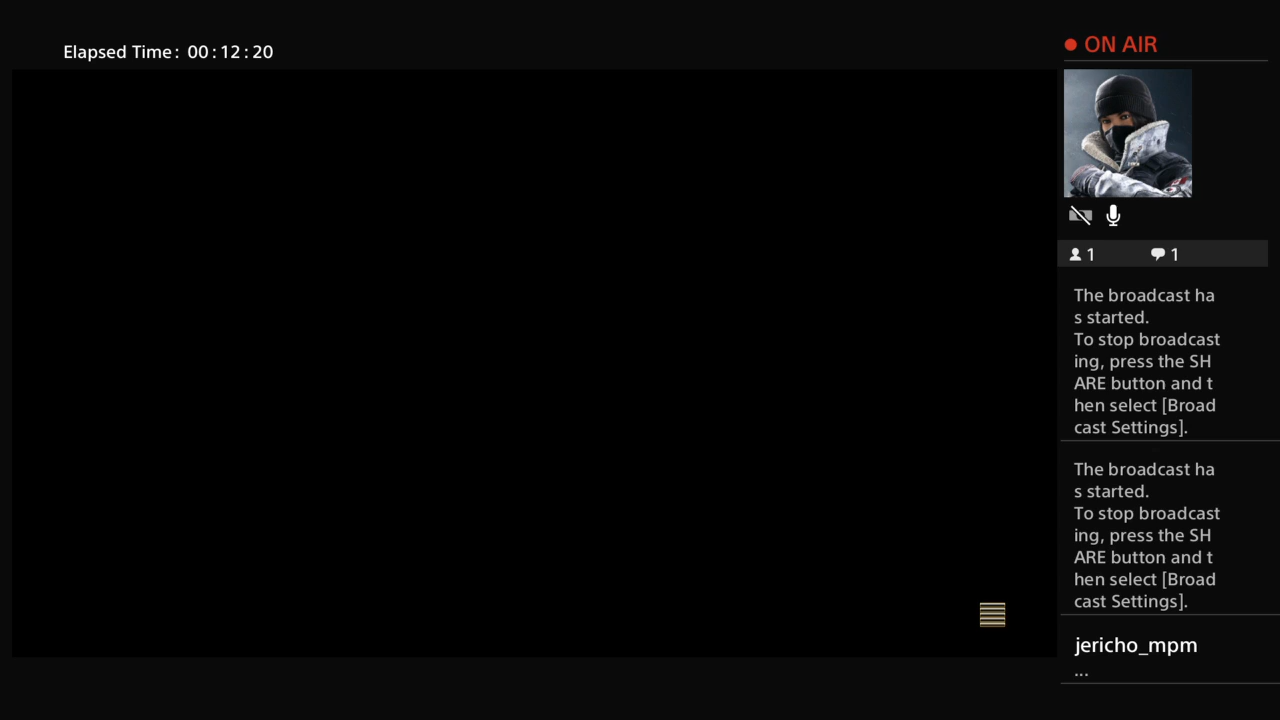 Elapsed Time: 00:12:20
ON AIR
1 1
The broadcast ha
s started.
To stop broadcast
ing, press the SH
ARE button and t
hen select [Broad
cast Settings].
The broadcast ha
s started.
To stop broadcast
ing, press the SH
ARE button and t
hen select [Broad
cast Settings].
jericho_mpm
...